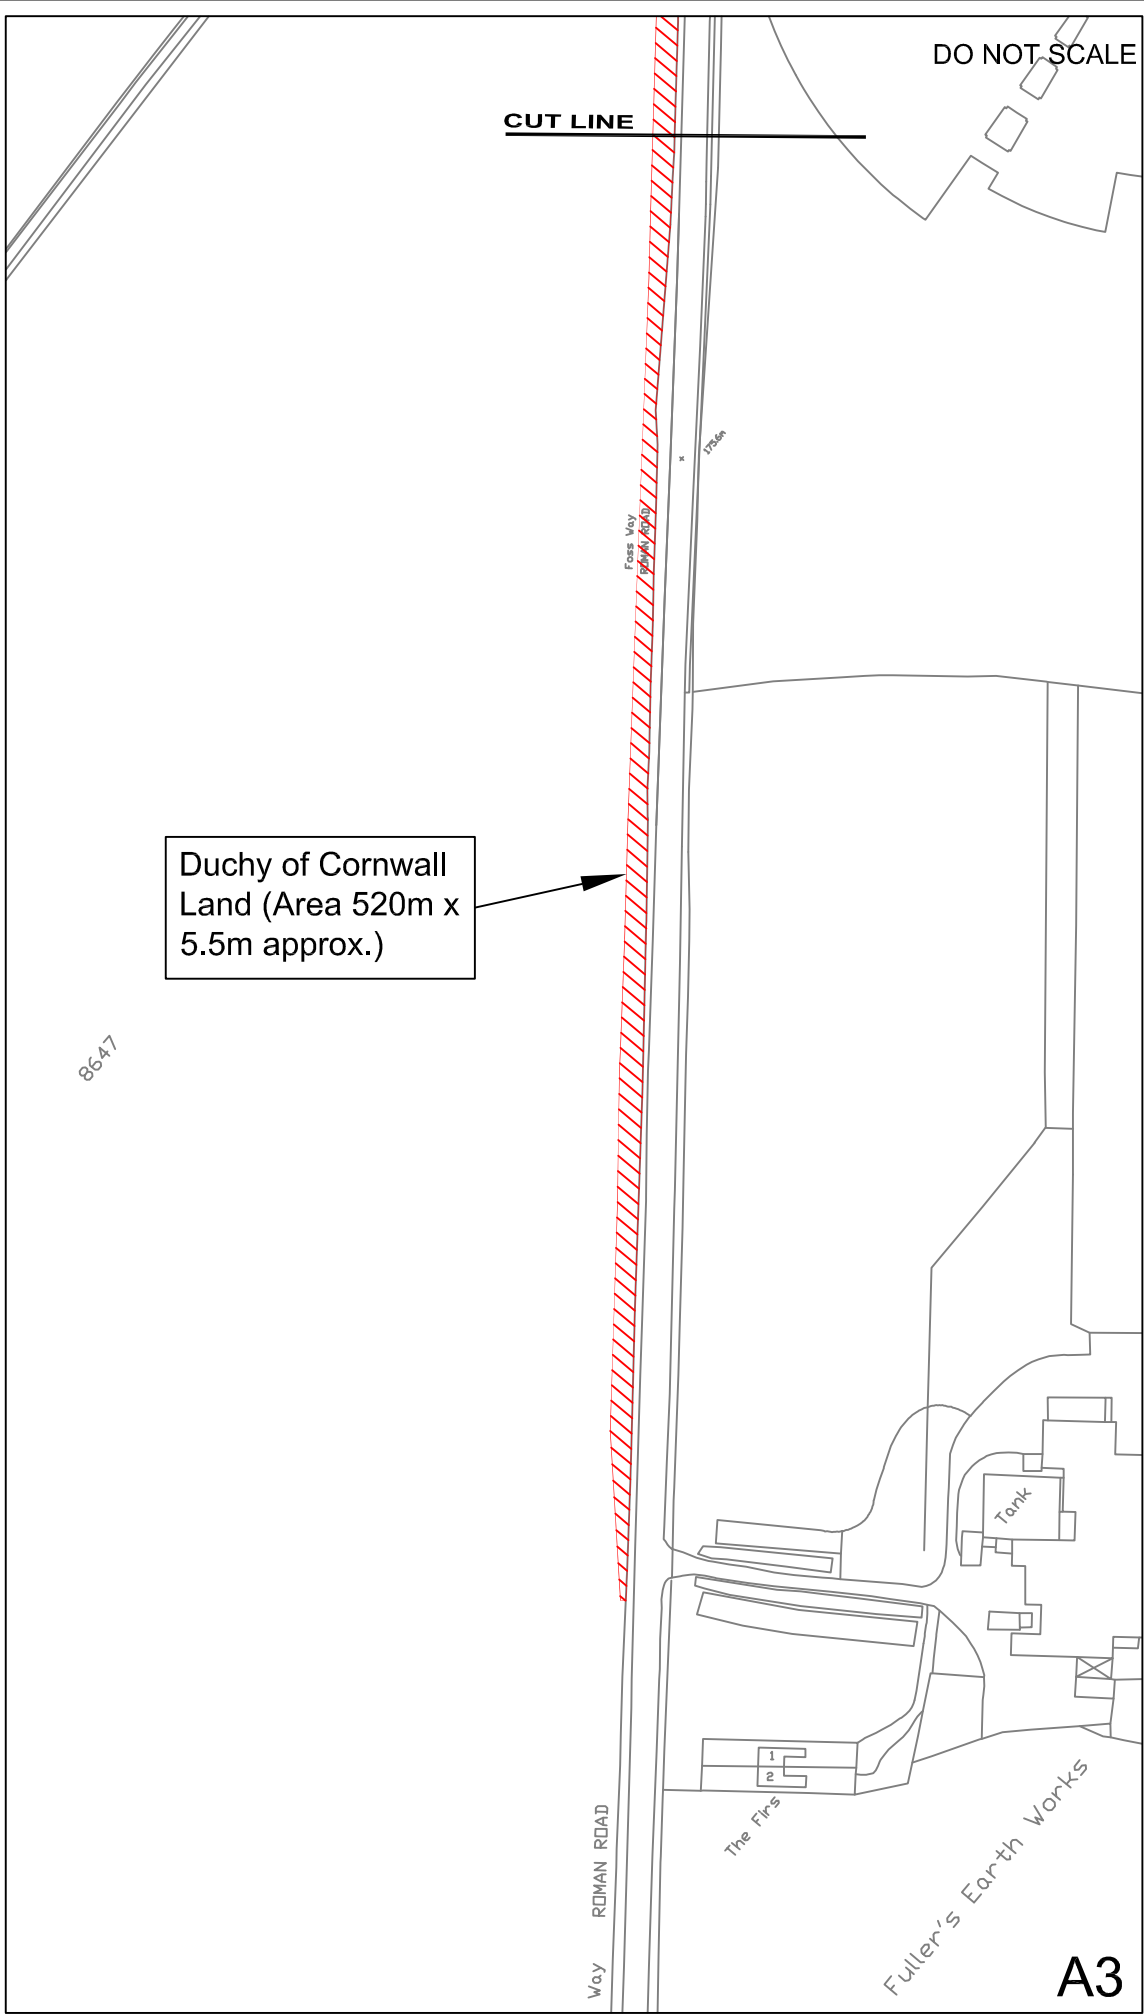 DO NOT SCALE
CUT LINE
175.6m
Foss Way
ROMAN ROAD
Duchy of Cornwall
Land (Area 520m x
5.5m approx.)
8647
Tank
1
2
The Firs
Fuller's Earth Works
Way ROMAN ROAD
A3